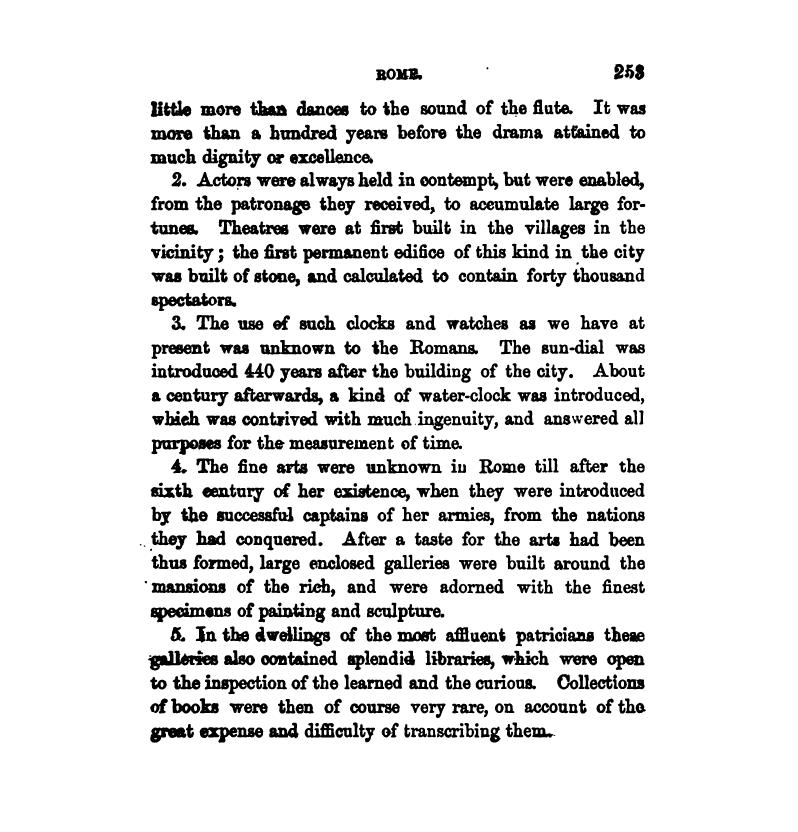 ROME. 253
little more than dances to the sound of the flute. It was
more than a hundred years before the drama attained to
much dignity or excellence.
2. Actors were always held in contempt, but were enabled,
from the patronage they received, to accumulate large for-
tunes. Theatres were at first built in the villages in the
vicinity; the first permanent edifice of this kind in the city
was built of stone, and calculated to contain forty thousand
spectators.
3. The use of such clocks and watches as we have at
present was unknown to the Romans. The sun-dial was
introduced 440 years after the building of the city. About
a century afterwards, a kind of water-clock was introduced,
which was contrived with much ingenuity, and answered all
purposes for the measurement of time.
4. The fine arts were unknown in Rome till after the
sixth century of her existence, when they were introduced
by the successful captains of her armies, from the nations
they had conquered. After a taste for the arts had been
thus formed, large enclosed galleries were built around the
mansions of the rich, and were adorned with the finest
specimens of painting and sculpture.
5. In the dwellings of the most affluent patricians these
galleries also contained splendid libraries, which were open
to the inspection of the learned and the curious. Collections
of books were then of course very rare, on account of the
great expense and difficulty of transcribing them.